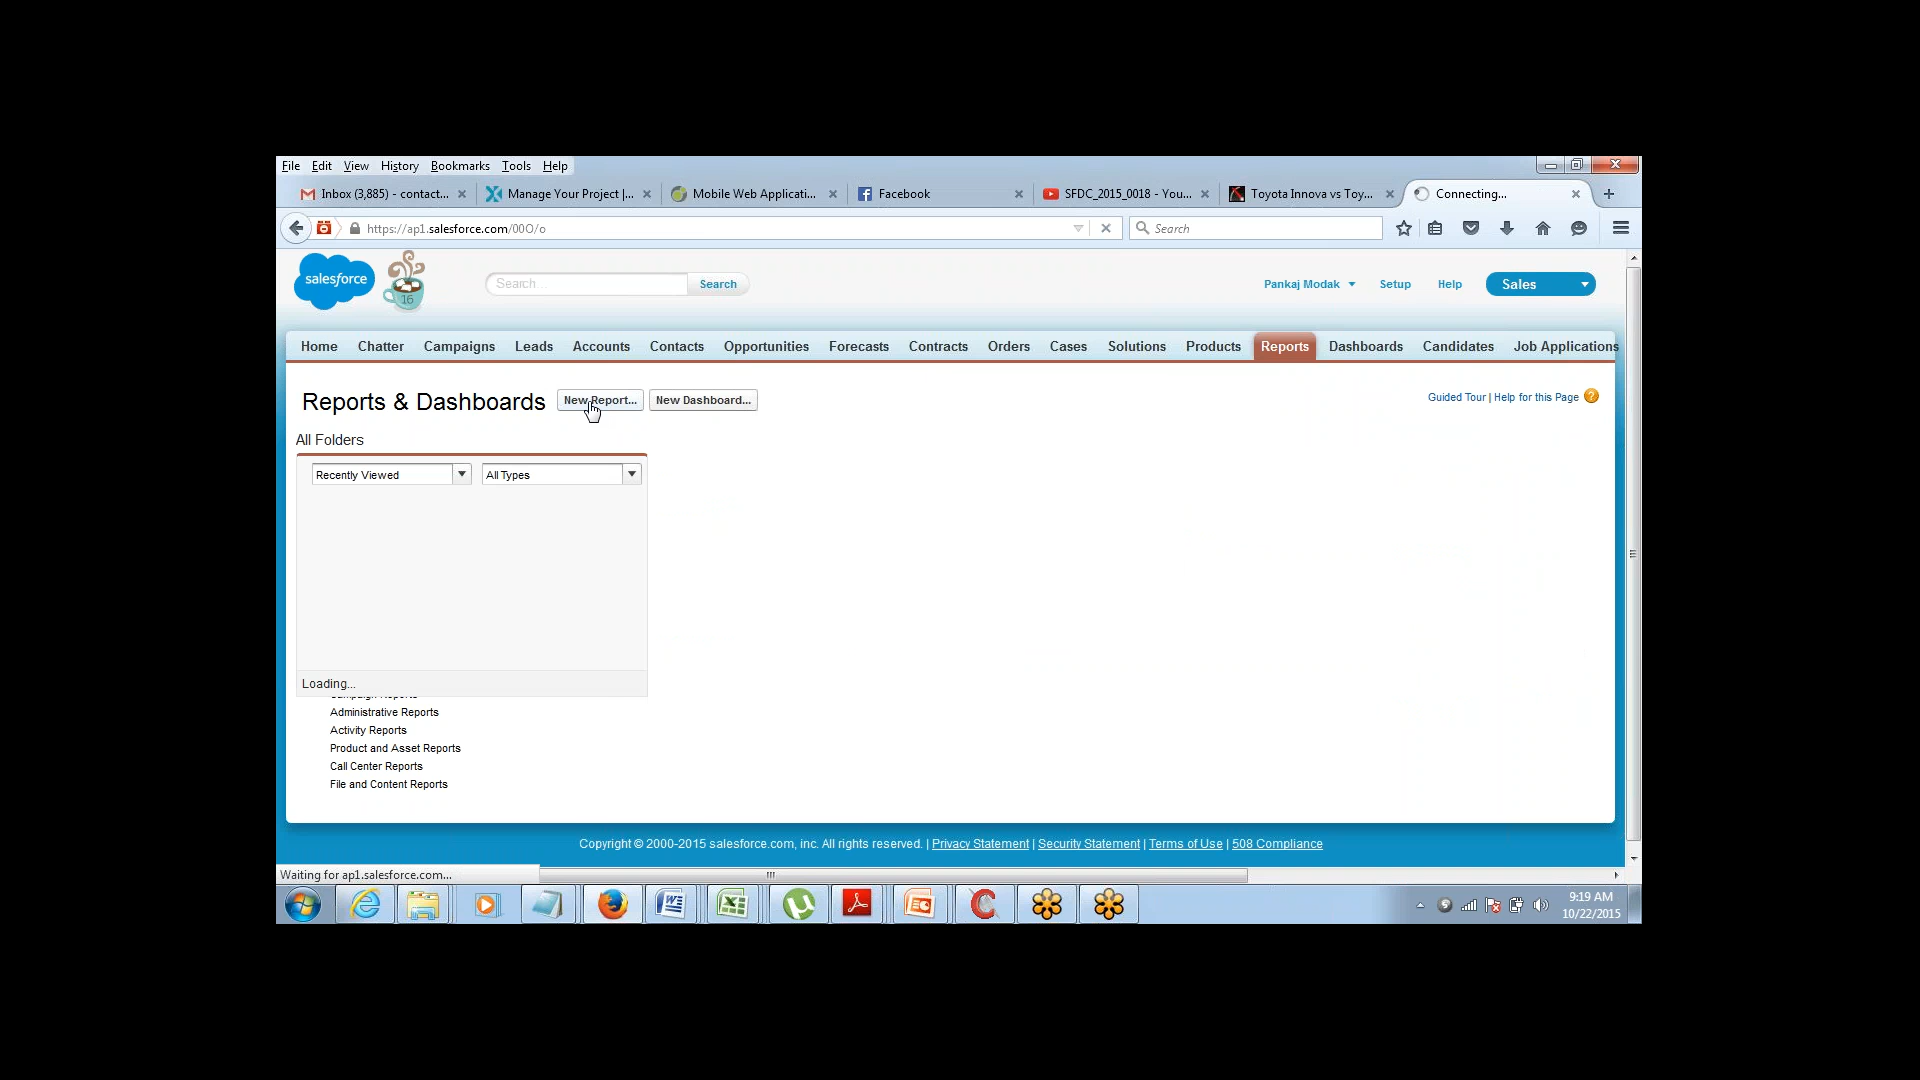 File Edit View History Bookmarks Tools Help
Inbox (3,885) - contact... Manage Your Project |... Mobile Web Applicati... Facebook SFDC_2015_0018 - You... Toyota Innova vs Toy... Connecting...
https://ap1.salesforce.com/00O/o Search
salesforce 16 Search... Search Pankaj Modak Setup Help Sales
Home Chatter Campaigns Leads Accounts Contacts Opportunities Forecasts Contracts Orders Cases Solutions Products Reports Dashboards Candidates Job Applications
Reports & Dashboards New Report... New Dashboard... Guided Tour | Help for this Page ?
All Folders
Recently Viewed All Types
Loading...
Campaign Reports
Administrative Reports
Activity Reports
Product and Asset Reports
Call Center Reports
File and Content Reports
Copyright © 2000-2015 salesforce.com, inc. All rights reserved. | Privacy Statement | Security Statement | Terms of Use | 508 Compliance
Waiting for ap1.salesforce.com...
9:19 AM
10/22/2015